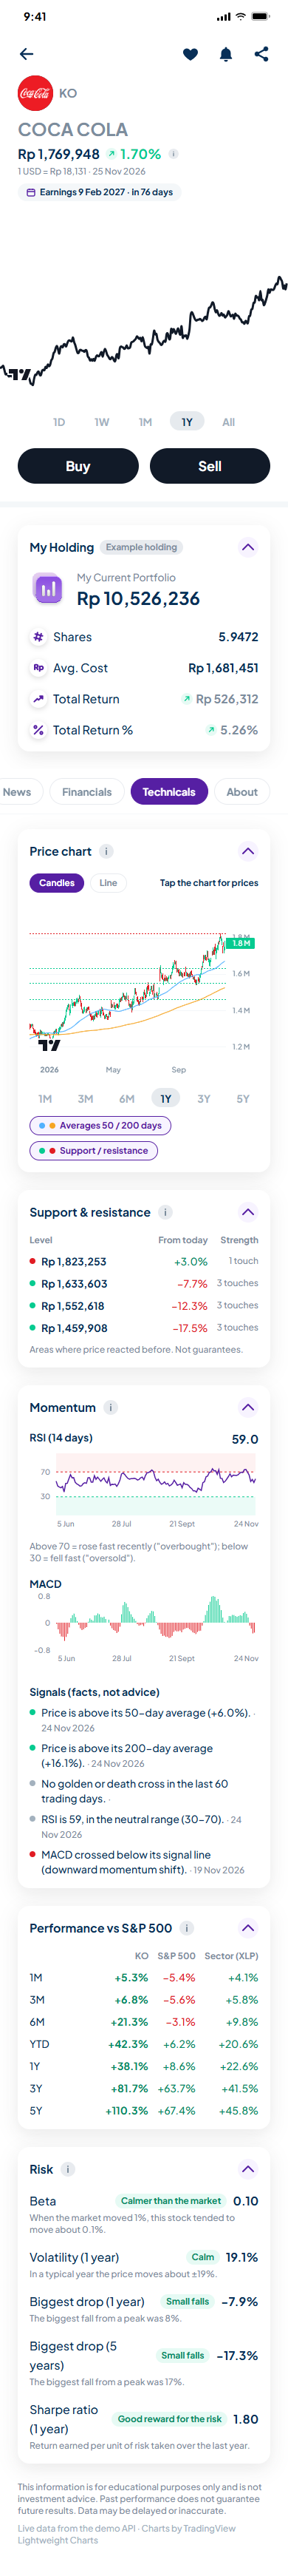 9:41
Coca-Cola
KO
COCA COLA
Rp 1,769,948 1.70% i
1 USD = Rp 18,131 · 25 Nov 2026
Earnings 9 Feb 2027 · in 76 days
1D 1W 1M 1Y All
Buy Sell
My Holding Example holding
My Current Portfolio
Rp 10,526,236
Shares 5.9472
Rp Avg. Cost Rp 1,681,451
Total Return Rp 526,312
Total Return % 5.26%
News Financials Technicals About
Price chart i
Candles Line Tap the chart for prices
1.8M
1.6M
1.4M
1.2M
2026 May Sep
1M 3M 6M 1Y 3Y 5Y
Averages 50 / 200 days
Support / resistance
Support & resistance i
Level From today Strength
Rp 1,823,253 +3.0% 1 touch
Rp 1,633,603 −7.7% 3 touches
Rp 1,552,618 −12.3% 3 touches
Rp 1,459,908 −17.5% 3 touches
Areas where price reacted before. Not guarantees.
Momentum i
RSI (14 days) 59.0
70
30
5 Jun 28 Jul 21 Sept 24 Nov
Above 70 = rose fast recently ("overbought"); below
30 = fell fast ("oversold").
MACD
0.8
0
-0.8
5 Jun 28 Jul 21 Sept 24 Nov
Signals (facts, not advice)
Price is above its 50-day average (+6.0%). ·
24 Nov 2026
Price is above its 200-day average
(+16.1%). · 24 Nov 2026
No golden or death cross in the last 60
trading days. ·
RSI is 59, in the neutral range (30–70). · 24
Nov 2026
MACD crossed below its signal line
(downward momentum shift). · 19 Nov 2026
Performance vs S&P 500 i
KO S&P 500 Sector (XLP)
1M +5.3% −5.4% +4.1%
3M +6.8% −5.6% +5.8%
6M +21.3% −3.1% +9.8%
YTD +42.3% +6.2% +20.6%
1Y +38.1% +8.6% +22.6%
3Y +81.7% +63.7% +41.5%
5Y +110.3% +67.4% +45.8%
Risk i
Beta Calmer than the market 0.10
When the market moved 1%, this stock tended to
move about 0.1%.
Volatility (1 year) Calm 19.1%
In a typical year the price moves about ±19%.
Biggest drop (1 year) Small falls −7.9%
The biggest fall from a peak was 8%.
Biggest drop (5
years) Small falls −17.3%
The biggest fall from a peak was 17%.
Sharpe ratio
(1 year) Good reward for the risk 1.80
Return earned per unit of risk taken over the last year.
This information is for educational purposes only and is not
investment advice. Past performance does not guarantee
future results. Data may be delayed or inaccurate.
Live data from the demo API · Charts by TradingView
Lightweight Charts